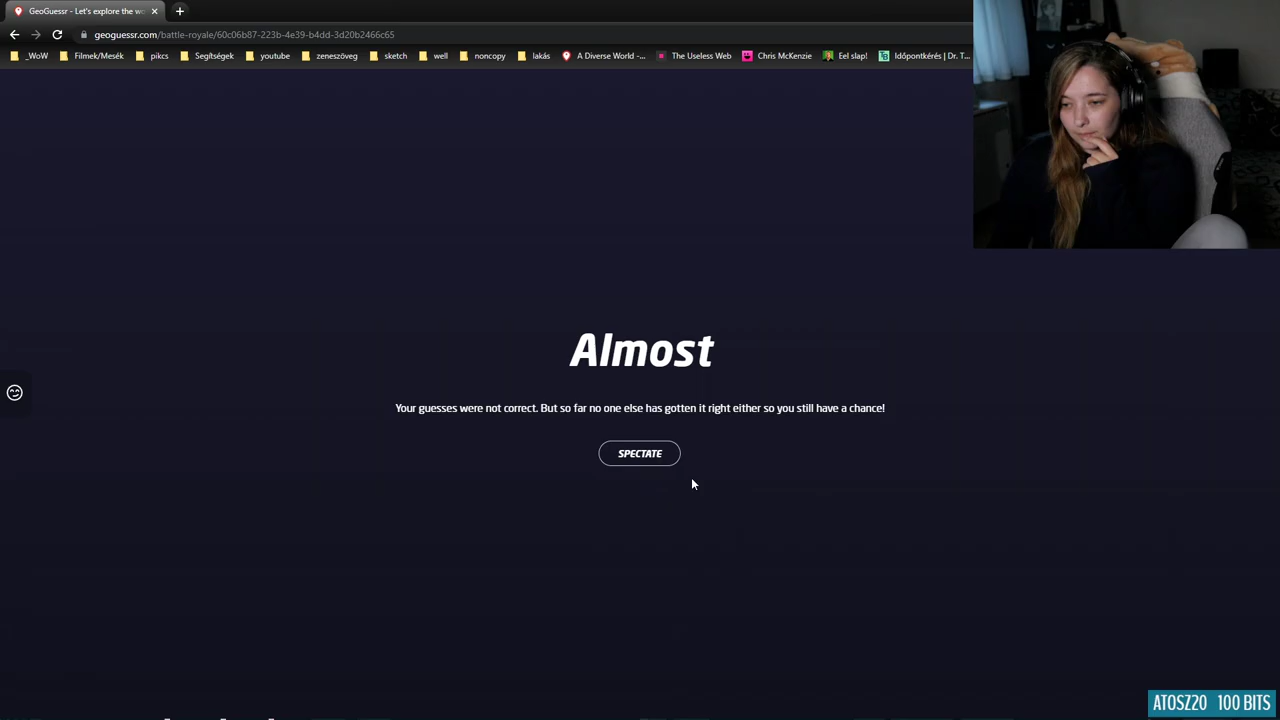 GeoGuessr - Let's explore the wo
geoguessr.com/battle-royale/60c06b87-223b-4e39-b4dd-3d20b2466c65
_WoW Filmek/Mesék pikcs Segítségek youtube zeneszöveg sketch well noncopy lakás A Diverse World -... The Useless Web Chris McKenzie Eel slap! Időpontkérés | Dr. T...
Almost
Your guesses were not correct. But so far no one else has gotten it right either so you still have a chance!
SPECTATE
ATOSZ20 100 BITS